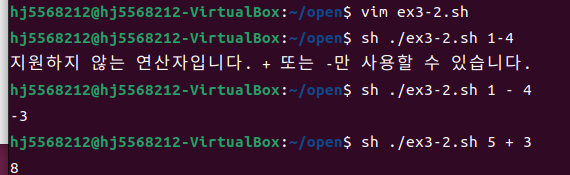 hj5568212@hj5568212-VirtualBox:~/open$ vim ex3-2.sh
hj5568212@hj5568212-VirtualBox:~/open$ sh ./ex3-2.sh 1-4
지원하지 않는 연산자입니다. + 또는 -만 사용할 수 있습니다.
hj5568212@hj5568212-VirtualBox:~/open$ sh ./ex3-2.sh 1 - 4
-3
hj5568212@hj5568212-VirtualBox:~/open$ sh ./ex3-2.sh 5 + 3
8